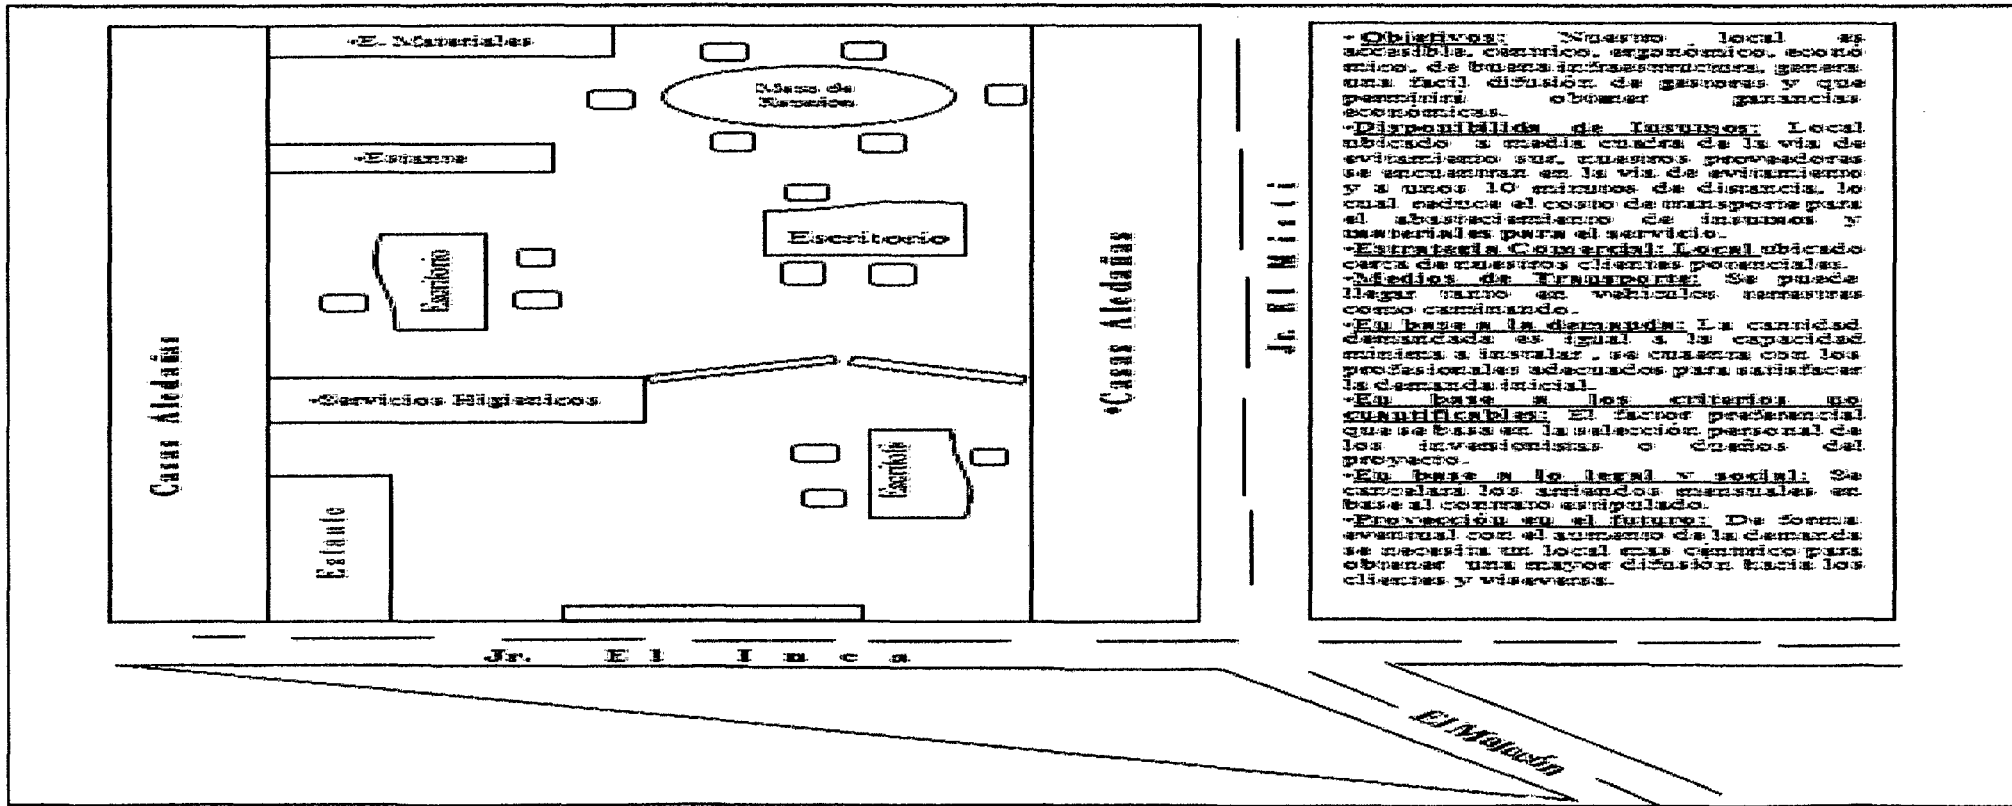 •E. Materiales
Mesa de
Reunión
•Estante
Escritorio
Escritorio
•Servicios Higienicos
Escritorio
Estante
Casas Aledañas
•Casas Aledañas
Jr. El Misti
Jr. El Inca
El Malecón
•Objetivos: Nuestro local es
accesible, céntrico, ergonómico, econó
mico, de buena infraestructura, genera
una facil difusión de gestores y que
permitirá obtener ganancias
económicas.
•Disponibilida de Insumos: Local
ubicado a media cuadra de la via de
evitamiento sur, nuestros proveedores
se encuentran en la via de evitamiento
y a unos 10 minutos de distancia, lo
cual reduce el costo de transporte para
el abastecimiento de insumos y
materiales para el servicio.
•Estrategia Comercial: Local ubicado
cerca de nuestros clientes potenciales.
•Medios de Transporte: Se puede
llegar tanto en vehículos terrestres
como caminando.
•En base a la demanda: La cantidad
demandada es igual a la capacidad
mínima a instalar, se cuenta con los
profesionales adecuados para satisfacer
la demanda inicial.
•En base a los criterios no
cuantificables: El factor preferencial
que se basa en la selección personal de
los inversionistas o dueños del
proyecto.
•En base a lo legal y social: Se
cancelará los arriendos mensuales en
base al contrato estipulado.
•Proyección en el futuro: De forma
eventual con el aumento de la demanda
se necesita un local mas céntrico para
obtener una mayor difusión hacia los
clientes y viseversa.